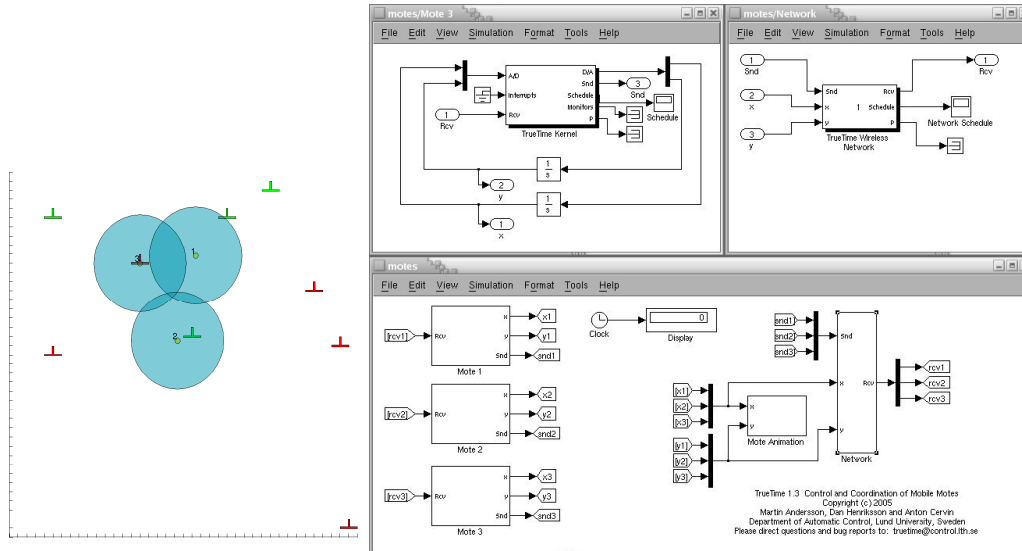 motes/Mote 3
File Edit View Simulation Format Tools Help
A/D
Interrupts
Rcv
D/A
Snd
Schedule
Monitors
P
TrueTime Kernel
1
Rcv
3
Snd
Schedule
1
s
2
y
1
s
1
x
motes/Network
File Edit View Simulation Format Tools Help
1
Snd
2
x
3
y
Snd
x
y
1
Rcv
Schedule
P
TrueTime Wireless
Network
1
Rcv
Network Schedule
3
1
2
motes
File Edit View Simulation Format Tools Help
[rcv1]
Rcv
x
y
Snd
Mote 1
x1
y1
snd1
[rcv2]
Rcv
x
y
Snd
Mote 2
x2
y2
snd2
[rcv3]
Rcv
x
y
Snd
Mote 3
x3
y3
snd3
Clock
0
Display
snd1
snd2
snd3
[x1]
[x2]
[x3]
[y1]
[y2]
[y3]
x
y
Mote Animation
Snd
x
y
Rcv
Network
rcv1
rcv2
rcv3
TrueTime 1.3 Control and Coordination of Mobile Motes
Copyright (c) 2005
Martin Andersson, Dan Henriksson and Anton Cervin
Department of Automatic Control, Lund University, Sweden
Please direct questions and bug reports to: truetime@control.lth.se